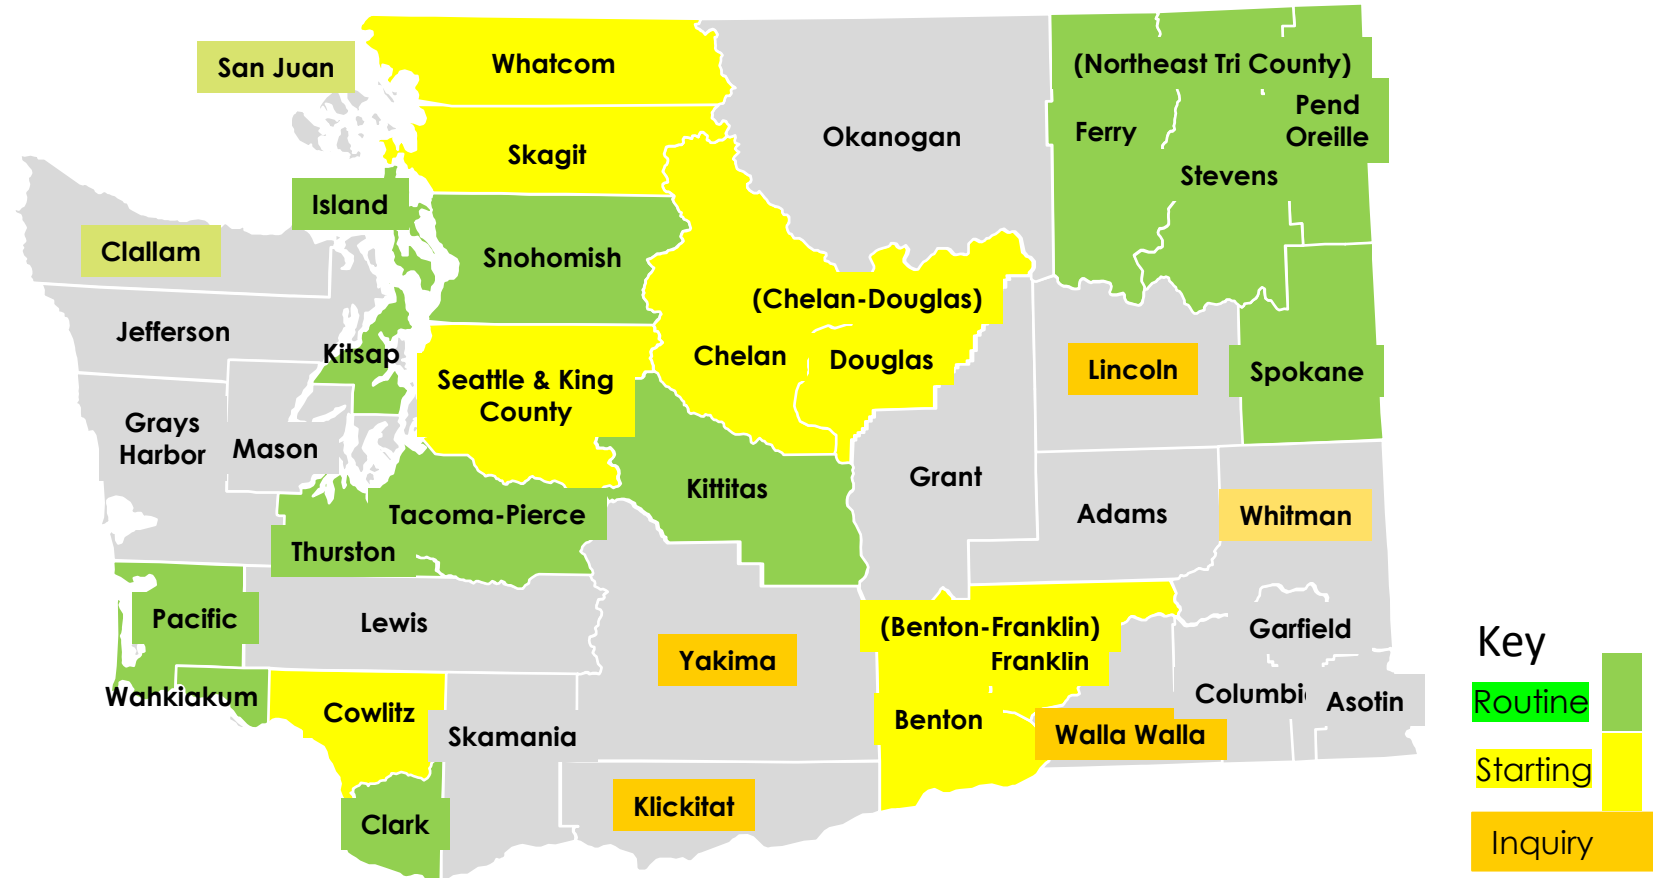 San Juan
Whatcom
(Northeast Tri County)
Pend
Oreille
Okanogan
Ferry
Skagit
Stevens
Island
Clallam
Snohomish
(Chelan-Douglas)
Jefferson
Kitsap
Chelan
Douglas
Lincoln
Spokane
Seattle & King
County
Grays
Harbor
Mason
Grant
Kittitas
Adams
Whitman
Tacoma-Pierce
Thurston
Pacific
Lewis
(Benton-Franklin)
Franklin
Garfield
Yakima
Wahkiakum
Cowlitz
Benton
Columbi
Asotin
Skamania
Walla Walla
Klickitat
Clark
Key
Routine
Starting
Inquiry